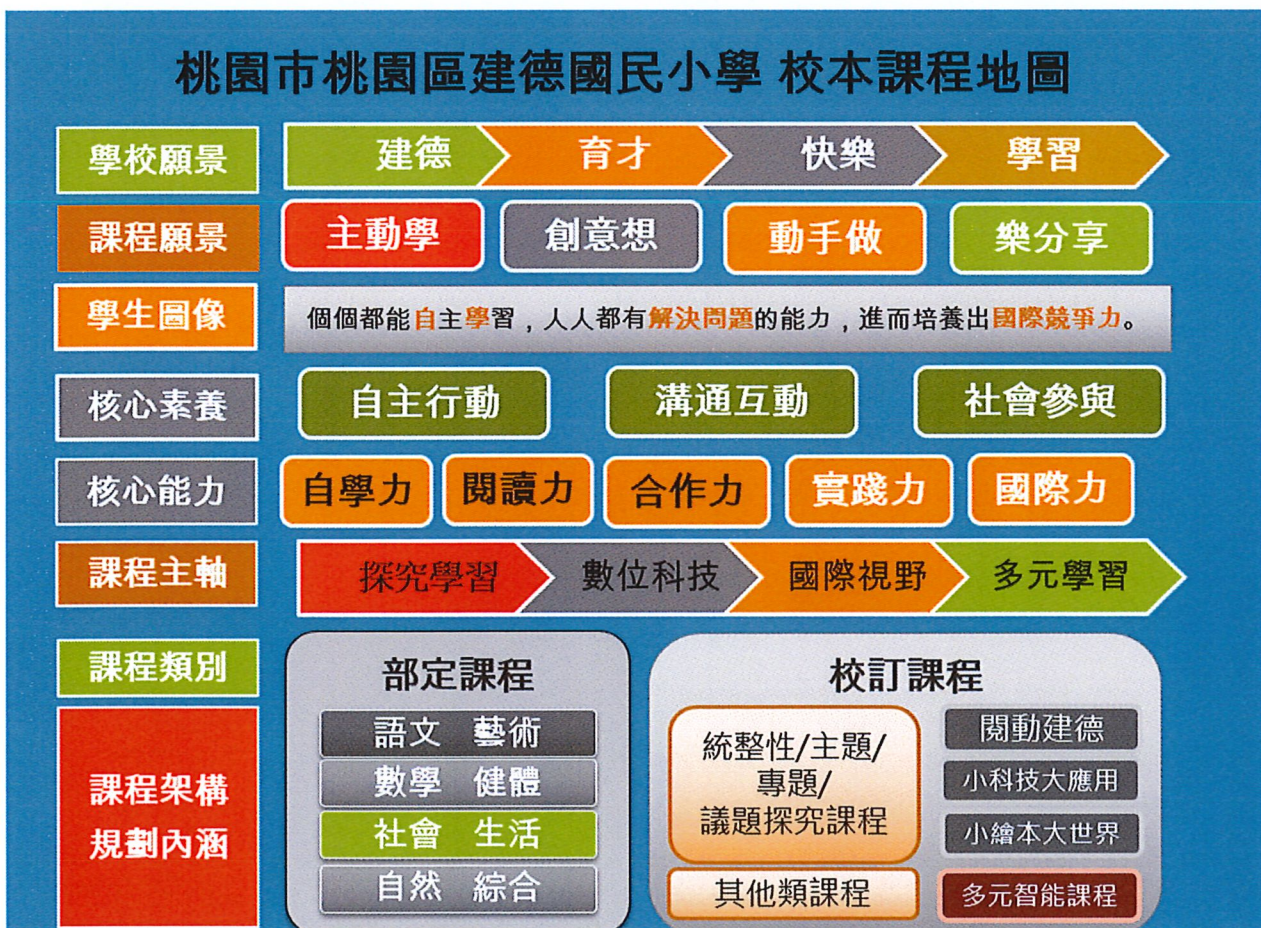 桃園市桃園區建德國民小學 校本課程地圖
學校願景 建德 育才 快樂 學習
課程願景 主動學 創意想 動手做 樂分享
學生圖像 個個都能自主學習，人人都有解決問題的能力，進而培養出國際競爭力。
核心素養 自主行動 溝通互動 社會參與
核心能力 自學力 閱讀力 合作力 實踐力 國際力
課程主軸 探究學習 數位科技 國際視野 多元學習
課程類別 部定課程 校訂課程
課程架構
規劃內涵
語文 藝術
數學 健體
社會 生活
自然 綜合
統整性/主題/
專題/
議題探究課程
其他類課程
閱動建德
小科技大應用
小繪本大世界
多元智能課程